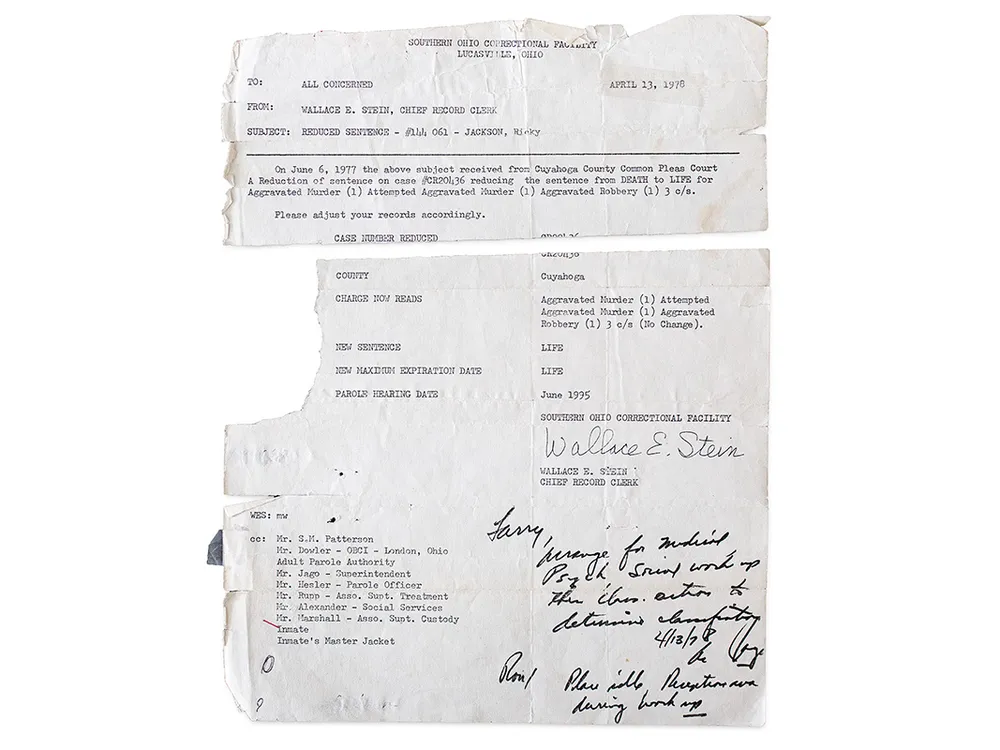 SOUTHERN OHIO CORRECTIONAL FACILITY
LUCASVILLE, OHIO
TO: ALL CONCERNED APRIL 13, 1978
FROM: WALLACE E. STEIN, CHIEF RECORD CLERK
SUBJECT: REDUCED SENTENCE - #144 061 - JACKSON, Ricky
On June 6, 1977 the above subject received from Cuyahoga County Common Pleas Court
A Reduction of sentence on case #CR20436 reducing the sentence from DEATH to LIFE for
Aggravated Murder (1) Attempted Aggravated Murder (1) Aggravated Robbery (1) 3 c/s.
Please adjust your records accordingly.
CASE NUMBER REDUCED CR20436
COUNTY Cuyahoga
CHARGE NOW READS Aggravated Murder (1) Attempted
Aggravated Murder (1) Aggravated
Robbery (1) 3 c/s (No Change).
NEW SENTENCE LIFE
NEW MAXIMUM EXPIRATION DATE LIFE
PAROLE HEARING DATE June 1995
SOUTHERN OHIO CORRECTIONAL FACILITY
Wallace E. Stein
WALLACE E. STEIN
CHIEF RECORD CLERK
WES: mw
cc: Mr. S.M. Patterson
Mr. Dowler - OBCI - London, Ohio
Adult Parole Authority
Mr. Jago - Superintendent
Mr. Hesler - Parole Officer
Mr. Rupp - Asso. Supt. Treatment
Mr. Alexander - Social Services
Mr. Marshall - Asso. Supt. Custody
Inmate
Inmate's Master Jacket
Larry,
arrange for medical
Psych Social work up
then class. action to
determine
4/13/78
Ron/ Place
during work up